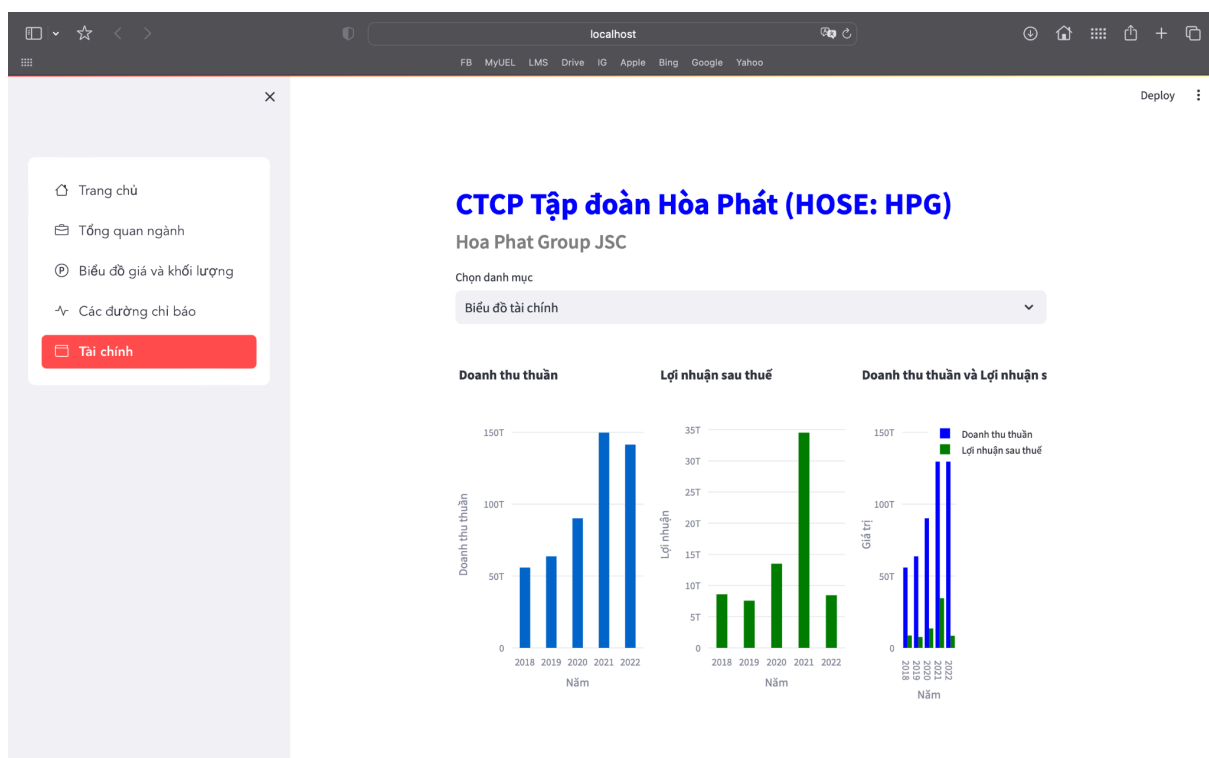 localhost
FB MyUEL LMS Drive IG Apple Bing Google Yahoo
Deploy
Trang chủ
Tổng quan ngành
Biểu đồ giá và khối lượng
Các đường chỉ báo
Tài chính
CTCP Tập đoàn Hòa Phát (HOSE: HPG)
Hoa Phat Group JSC
Chọn danh mục
Biểu đồ tài chính
Doanh thu thuần
150T
100T
50T
0
Doanh thu thuần
2018 2019 2020 2021 2022
Năm
Lợi nhuận sau thuế
35T
30T
25T
20T
15T
10T
5T
0
Lợi nhuận
2018 2019 2020 2021 2022
Năm
Doanh thu thuần và Lợi nhuận s
Doanh thu thuần
Lợi nhuận sau thuế
150T
100T
50T
0
Giá trị
2018 2019 2020 2021 2022
Năm